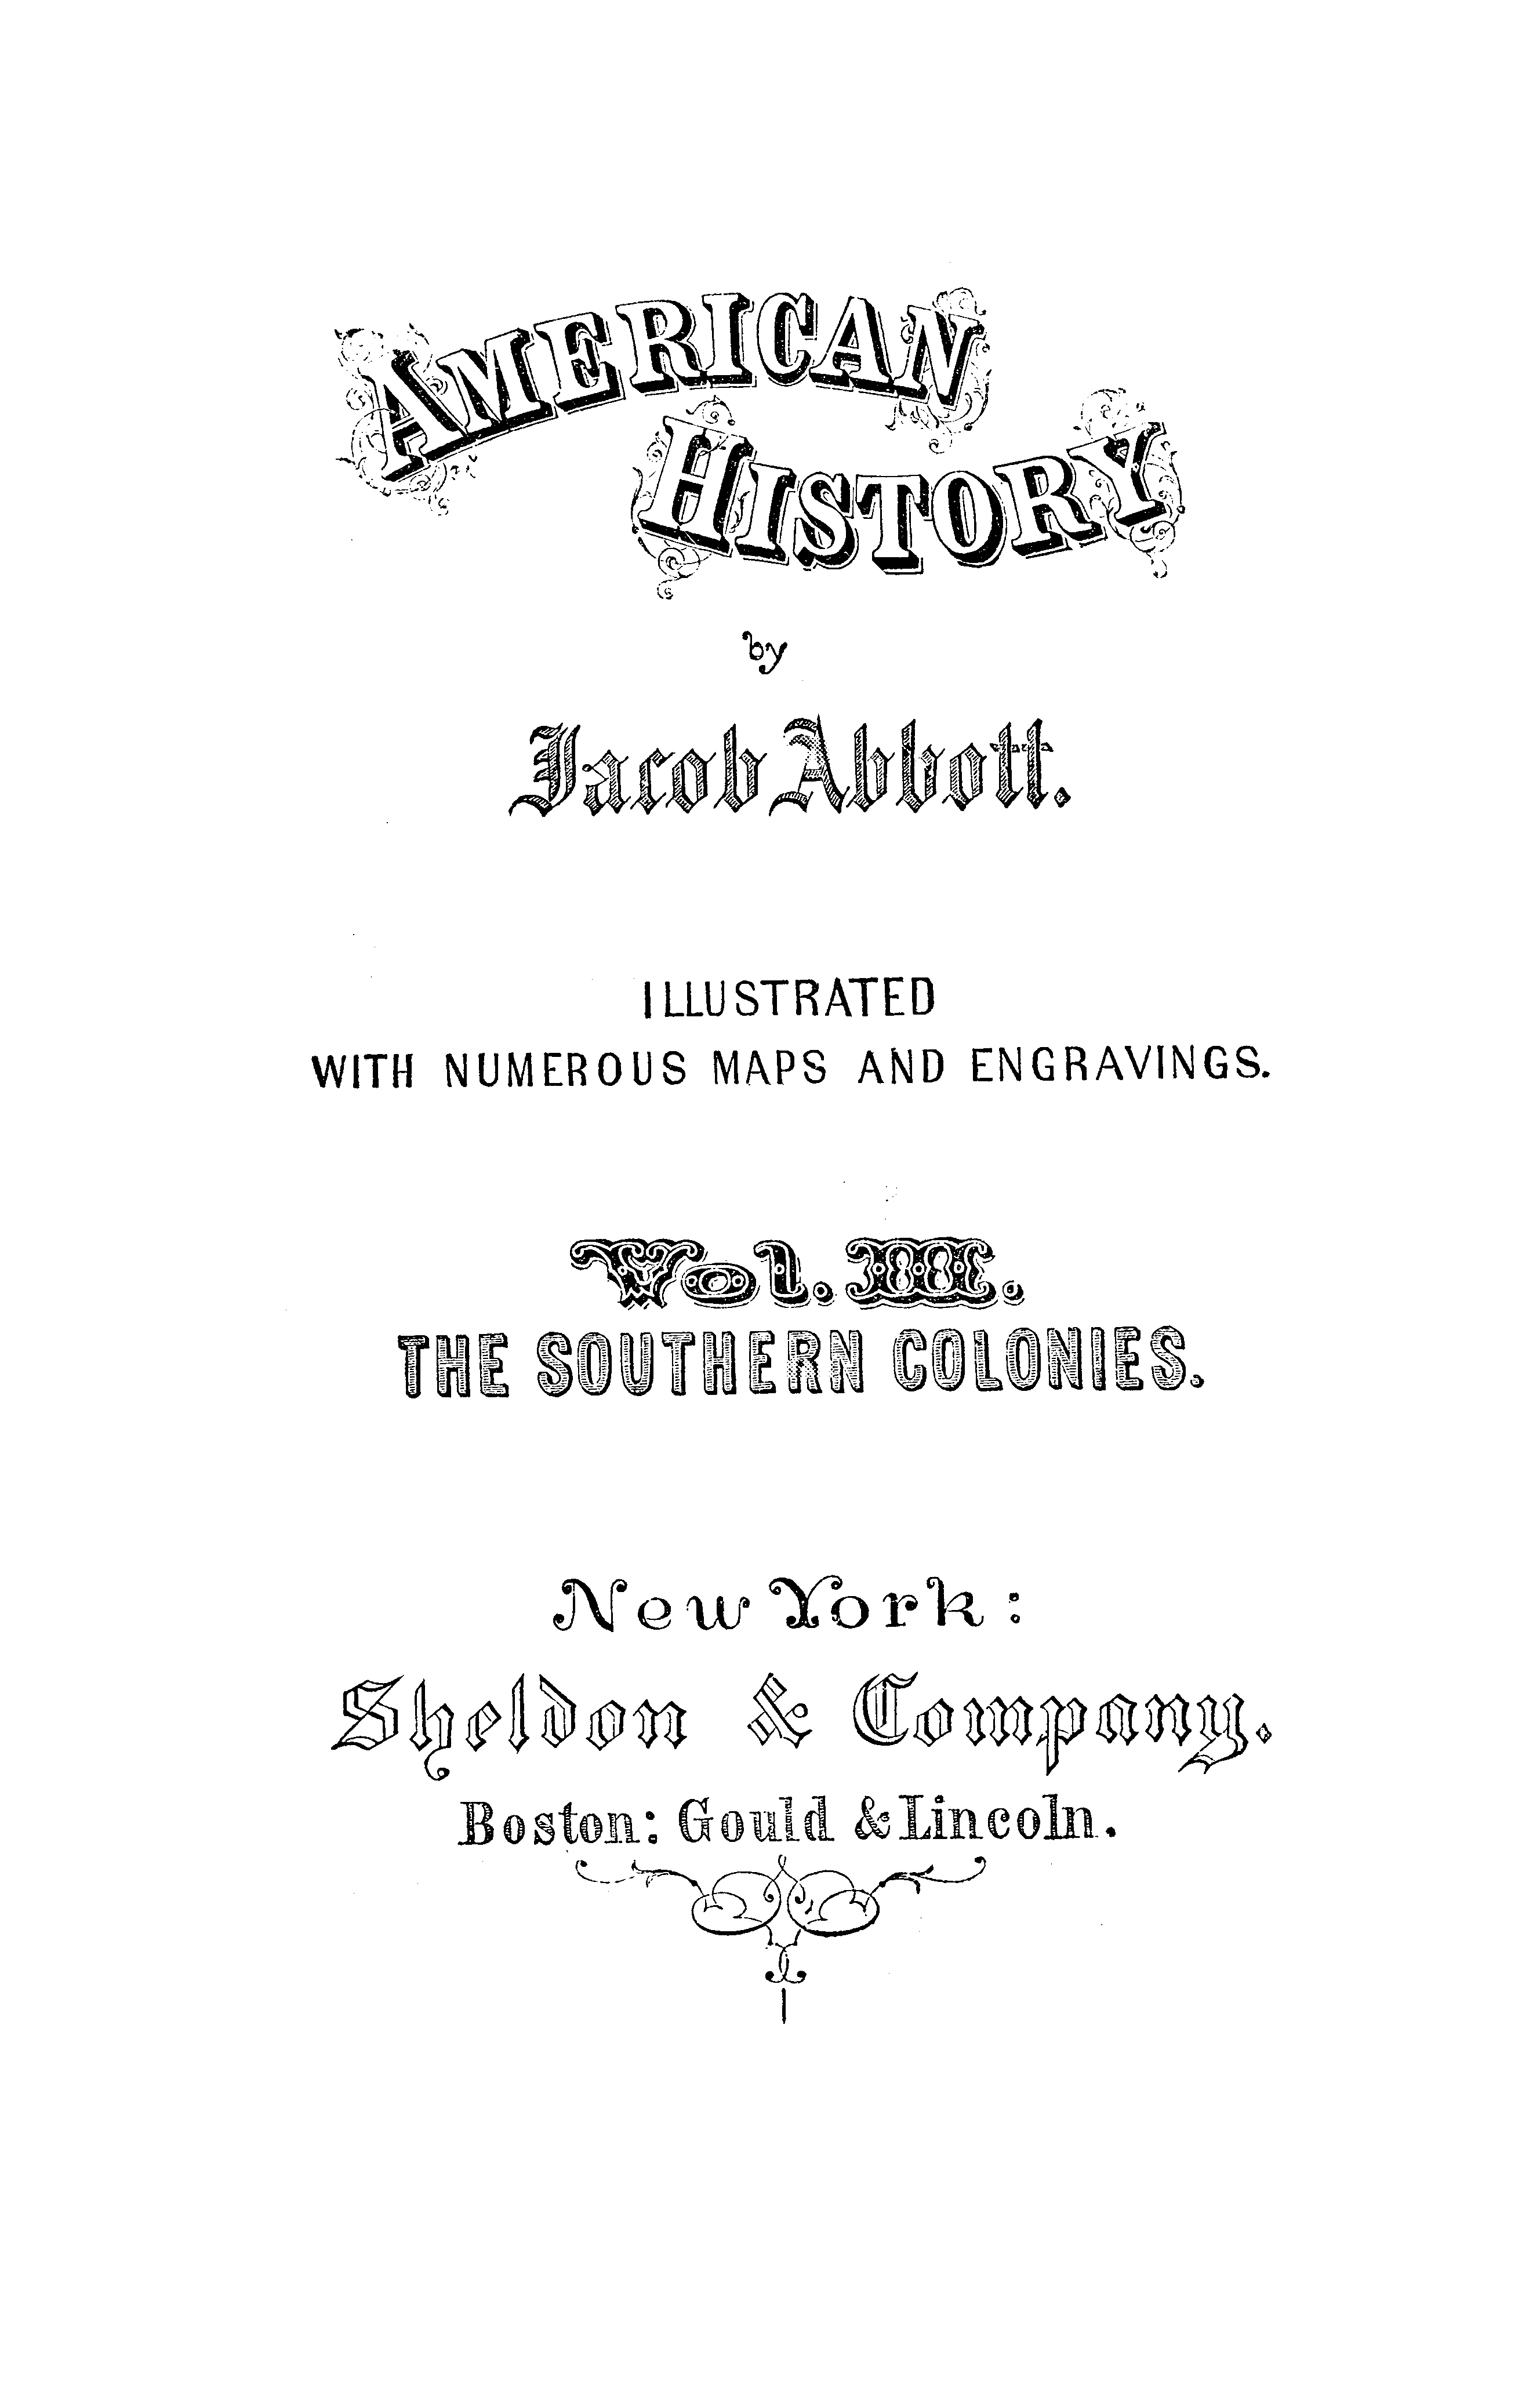 AMERICAN
HISTORY
by
Jacob Abbott.
ILLUSTRATED
WITH NUMEROUS MAPS AND ENGRAVINGS.
Vol. III.
THE SOUTHERN COLONIES.
New York:
Sheldon & Company.
Boston: Gould & Lincoln.